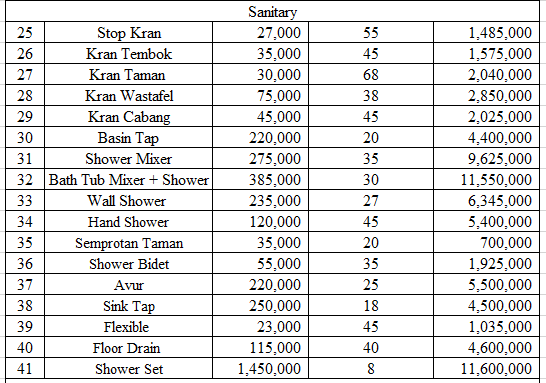 Sanitary
25 Stop Kran 27,000 55 1,485,000
26 Kran Tembok 35,000 45 1,575,000
27 Kran Taman 30,000 68 2,040,000
28 Kran Wastafel 75,000 38 2,850,000
29 Kran Cabang 45,000 45 2,025,000
30 Basin Tap 220,000 20 4,400,000
31 Shower Mixer 275,000 35 9,625,000
32 Bath Tub Mixer + Shower 385,000 30 11,550,000
33 Wall Shower 235,000 27 6,345,000
34 Hand Shower 120,000 45 5,400,000
35 Semprotan Taman 35,000 20 700,000
36 Shower Bidet 55,000 35 1,925,000
37 Avur 220,000 25 5,500,000
38 Sink Tap 250,000 18 4,500,000
39 Flexible 23,000 45 1,035,000
40 Floor Drain 115,000 40 4,600,000
41 Shower Set 1,450,000 8 11,600,000